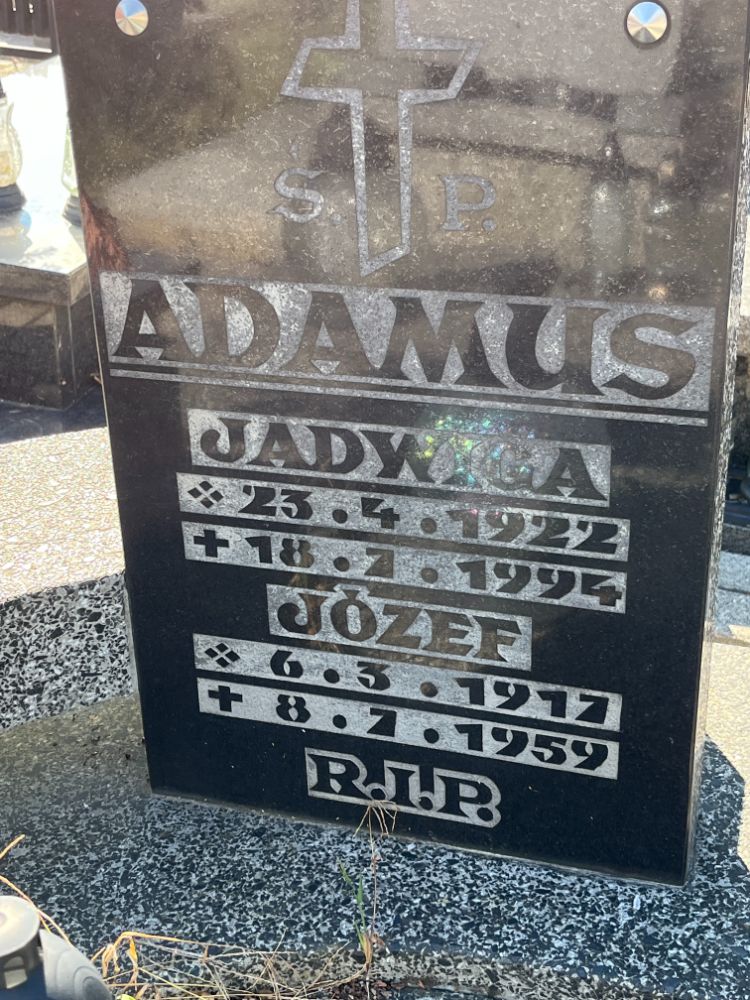 Ś. P.
ADAMUS
JADWIGA
❖ 23.4.1922
+ 18.7.1994
JÓZEF
❖ 6.3.1917
+ 8.7.1959
R.I.P.